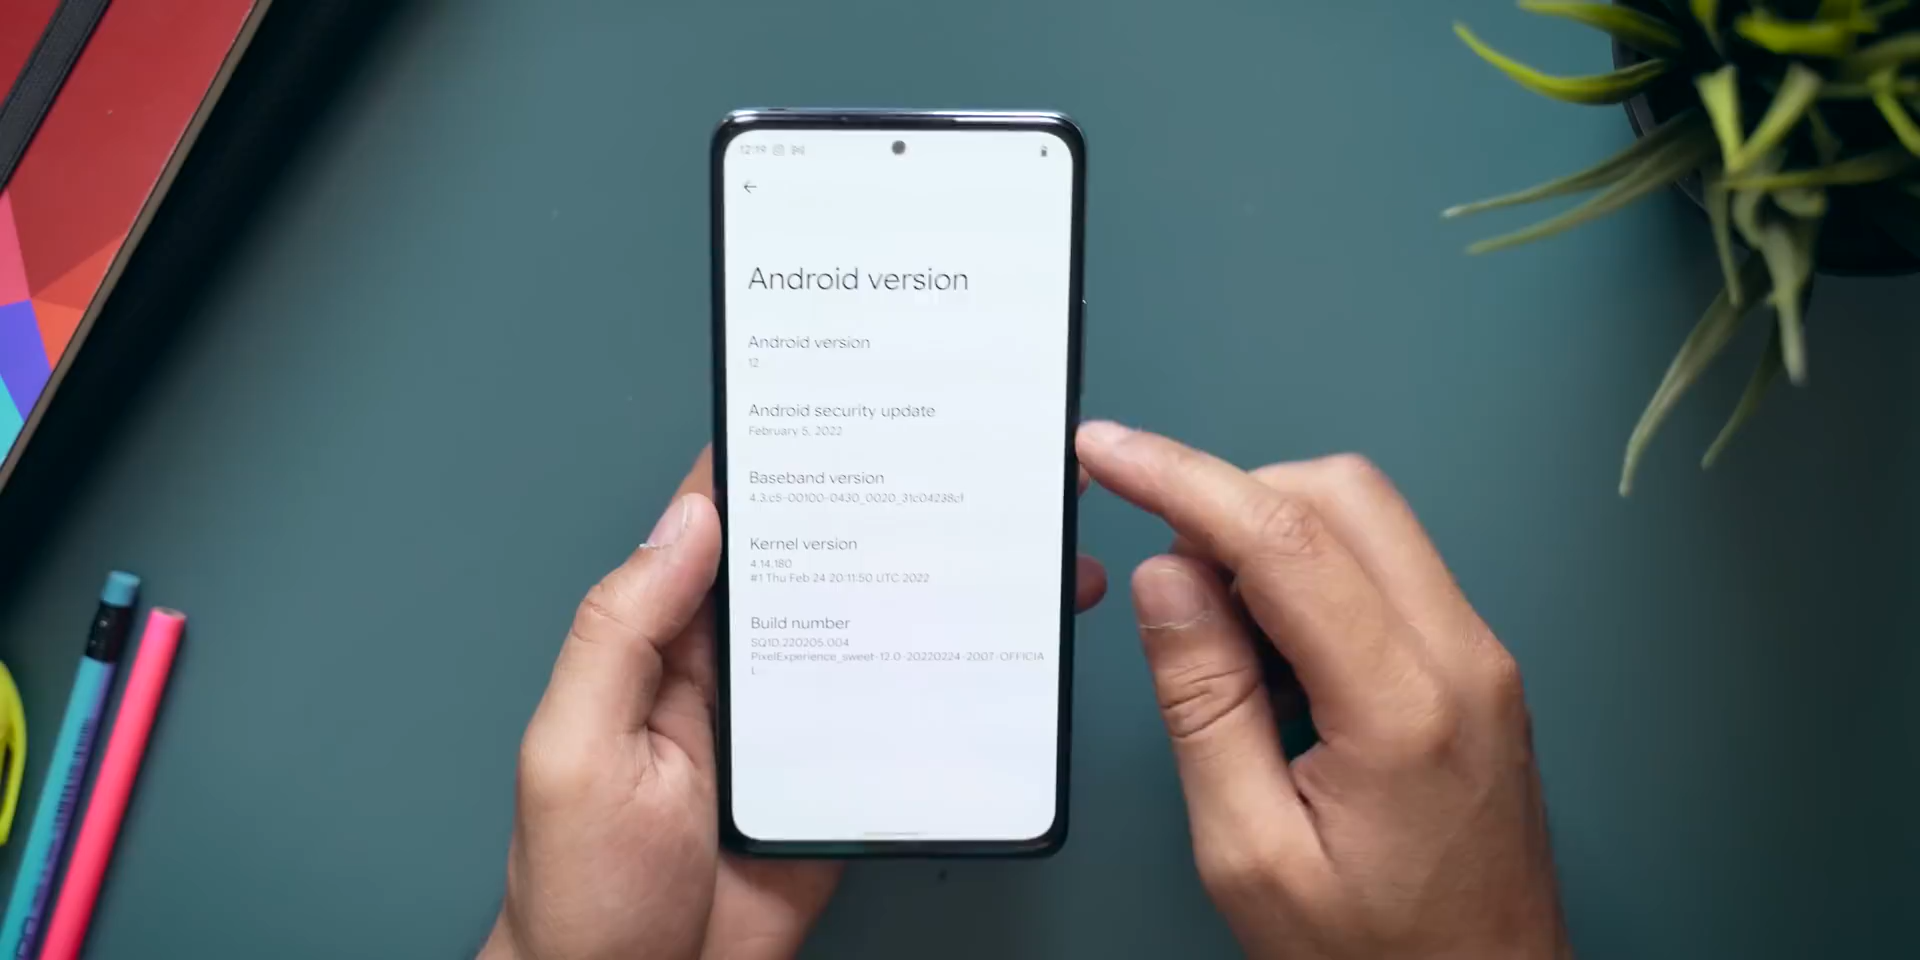 12:19
Android version
Android version
12
Android security update
February 5, 2022
Baseband version
4.3.c5-00100-0430_0020_31c04238cf
Kernel version
4.14.180
#1 Thu Feb 24 20:11:50 UTC 2022
Build number
SQ1D.220205.004
PixelExperience_sweet-12.0-20220224-2007-OFFICIA
L